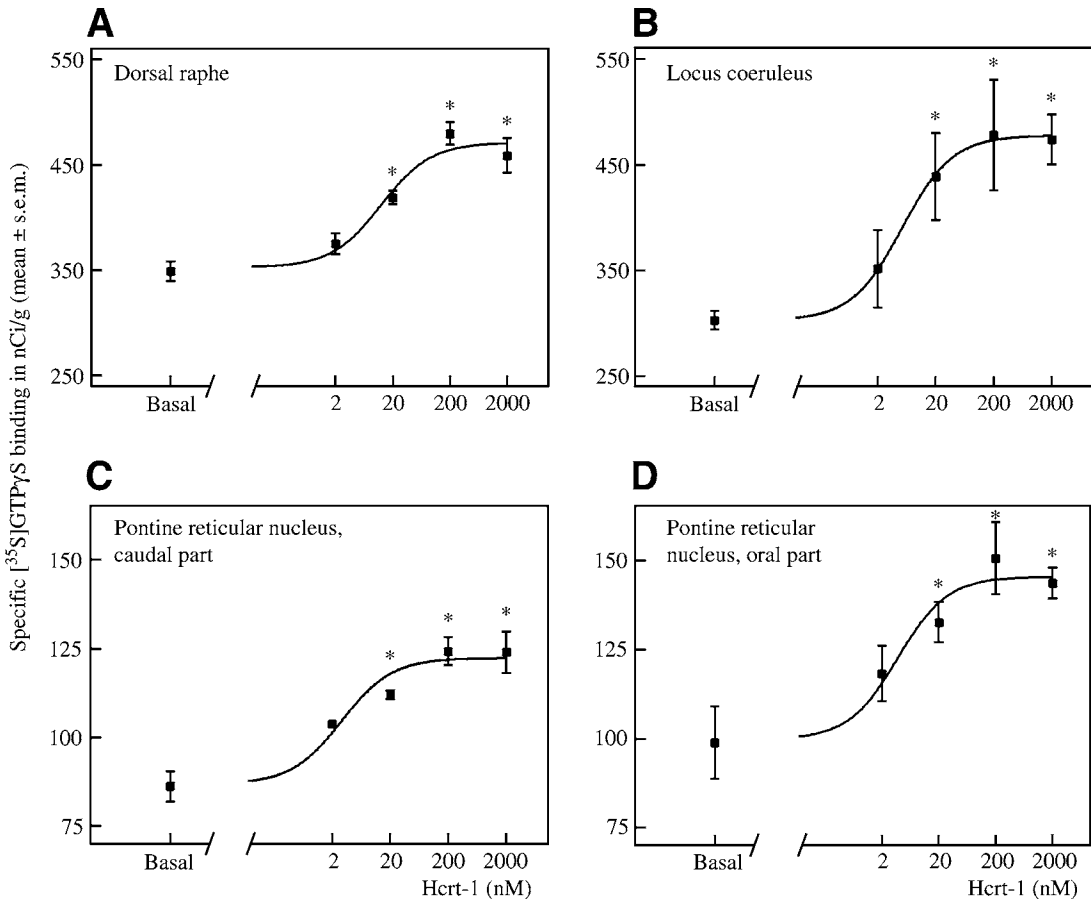 A
B
Specific [³⁵S]GTPγS binding in nCi/g (mean ± s.e.m.)
550
450
350
250
Dorsal raphe
*
*
*
Basal
2
20
200
2000
550
450
350
250
Locus coeruleus
*
*
*
Basal
2
20
200
2000
C
D
150
125
100
75
Pontine reticular nucleus,
caudal part
*
*
*
Basal
2
20
200
2000
Hcrt-1 (nM)
150
125
100
75
Pontine reticular
nucleus, oral part
*
*
*
Basal
2
20
200
2000
Hcrt-1 (nM)